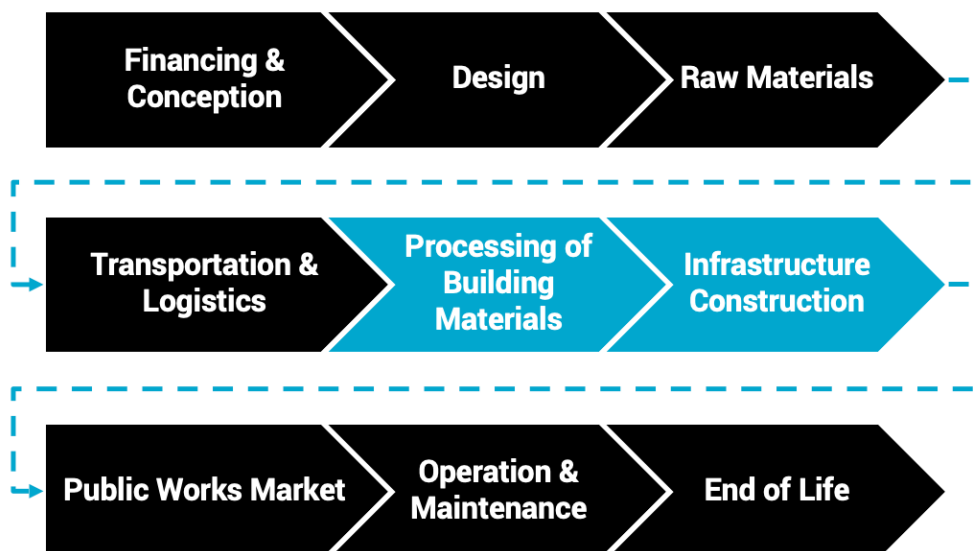 Financing &
Conception
Design
Raw Materials
Transportation &
Logistics
Processing of
Building
Materials
Infrastructure
Construction
Public Works Market
Operation &
Maintenance
End of Life